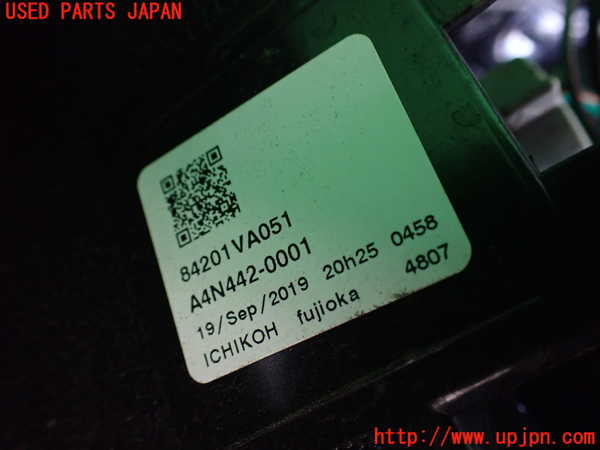 USED PARTS JAPAN
84201VA051
A4N442-0001
19/Sep/2019 20h25 0458
ICHIKOH fujioka 4807
http://www.upjpn.com